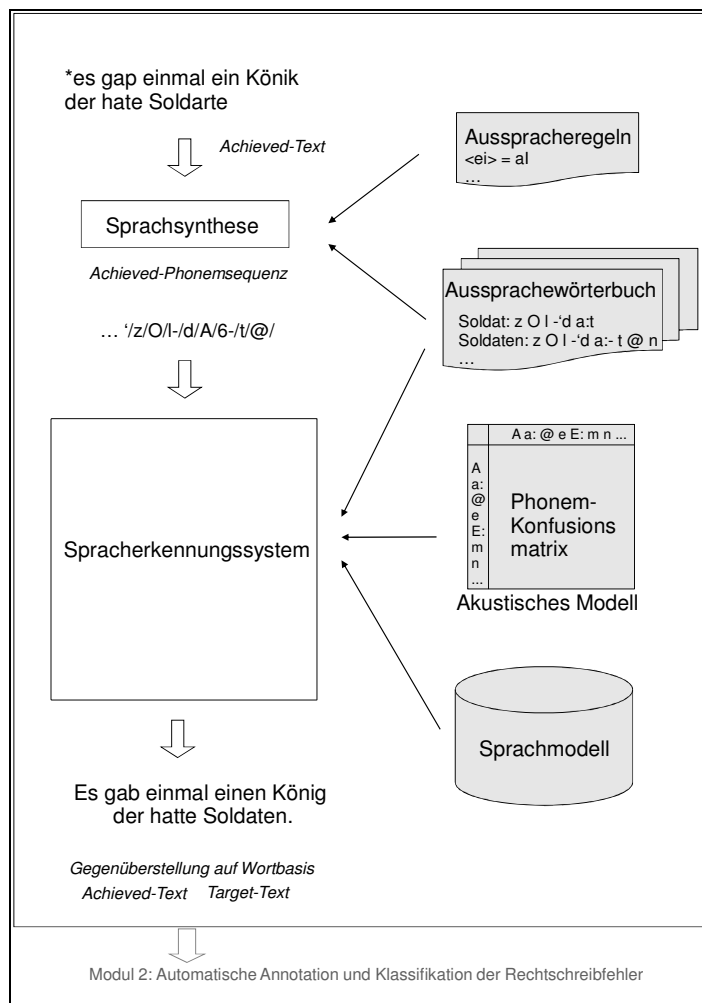 *es gap einmal ein Könik
der hate Soldarte
Achieved-Text
Ausspracheregeln
<ei> = aI
...
Sprachsynthese
Achieved-Phonemsequenz
... ‘/z/O/l-/d/A/6-/t/@/
Aussprachewörterbuch
Soldat: z O l -‘d a:t
Soldaten: z O l -‘d a:- t @ n
...
Spracherkennungssystem
A a: @ e E: m n ...
A
a:
@
e
E:
m
n
...
Phonem-
Konfusions
matrix
Akustisches Modell
Sprachmodell
Es gab einmal einen König
der hatte Soldaten.
Gegenüberstellung auf Wortbasis
Achieved-Text Target-Text
Modul 2: Automatische Annotation und Klassifikation der Rechtschreibfehler